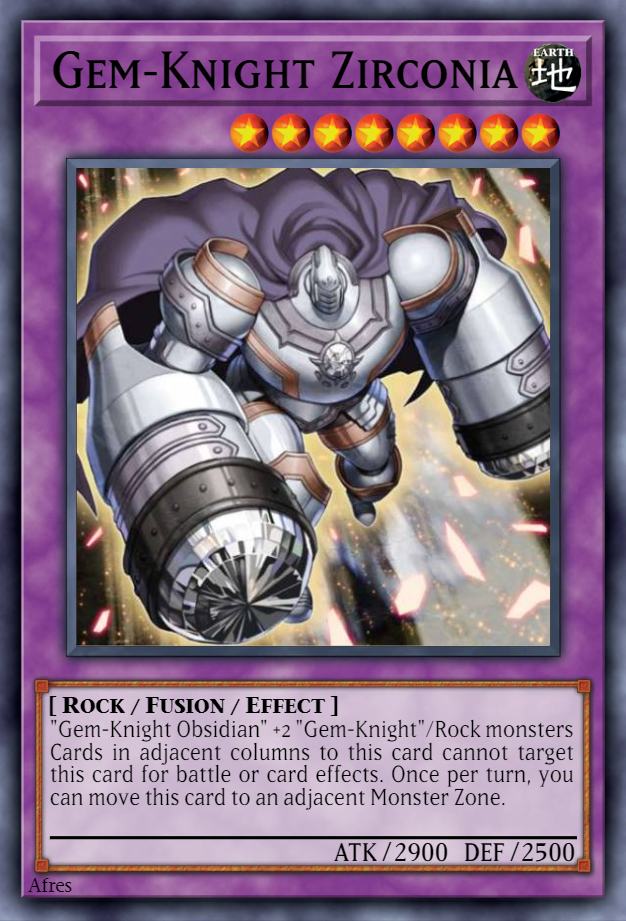 Gem-Knight Zirconia
EARTH
地
[ Rock / Fusion / Effect ]
"Gem-Knight Obsidian" +2 "Gem-Knight"/Rock monsters
Cards in adjacent columns to this card cannot target
this card for battle or card effects. Once per turn, you
can move this card to an adjacent Monster Zone.
ATK/2900 DEF/2500
Afres